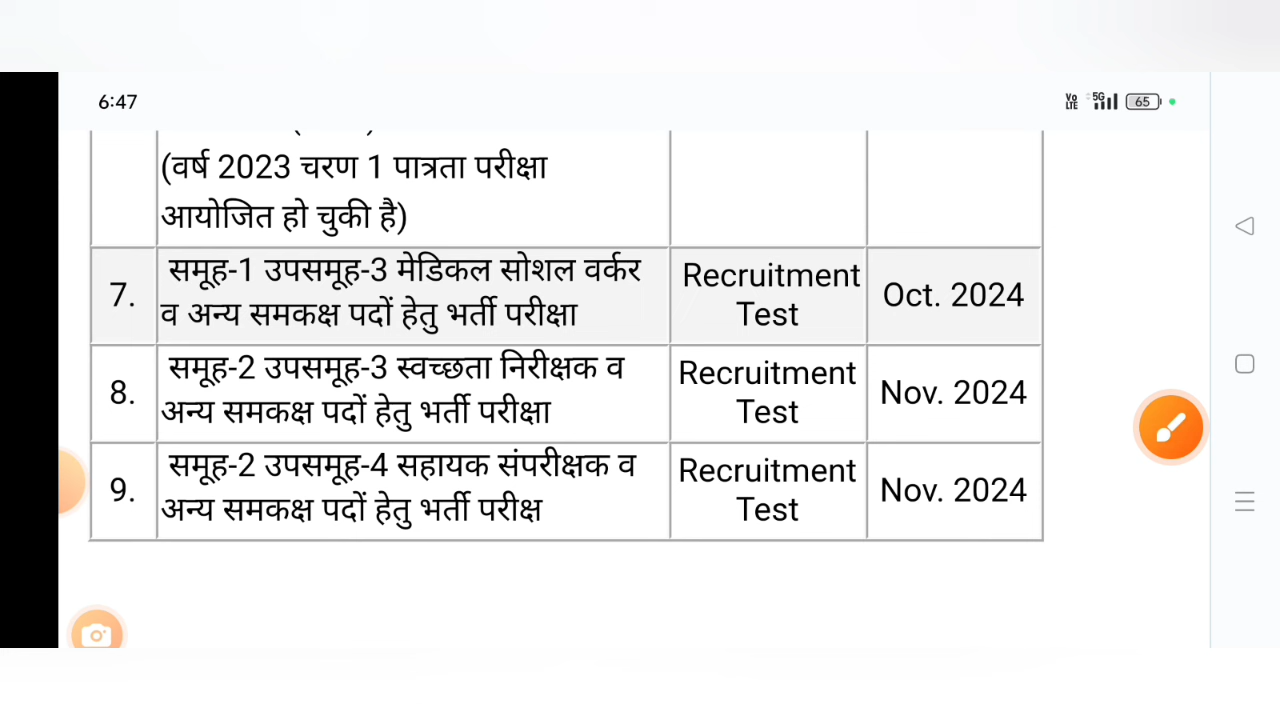 6:47
Vo LTE 5G 65
(वर्ष 2023 चरण 1 पात्रता परीक्षा
आयोजित हो चुकी है)
7.
समूह-1 उपसमूह-3 मेडिकल सोशल वर्कर
व अन्य समकक्ष पदों हेतु भर्ती परीक्षा
Recruitment
Test
Oct. 2024
8.
समूह-2 उपसमूह-3 स्वच्छता निरीक्षक व
अन्य समकक्ष पदों हेतु भर्ती परीक्षा
Recruitment
Test
Nov. 2024
9.
समूह-2 उपसमूह-4 सहायक संपरीक्षक व
अन्य समकक्ष पदों हेतु भर्ती परीक्ष
Recruitment
Test
Nov. 2024